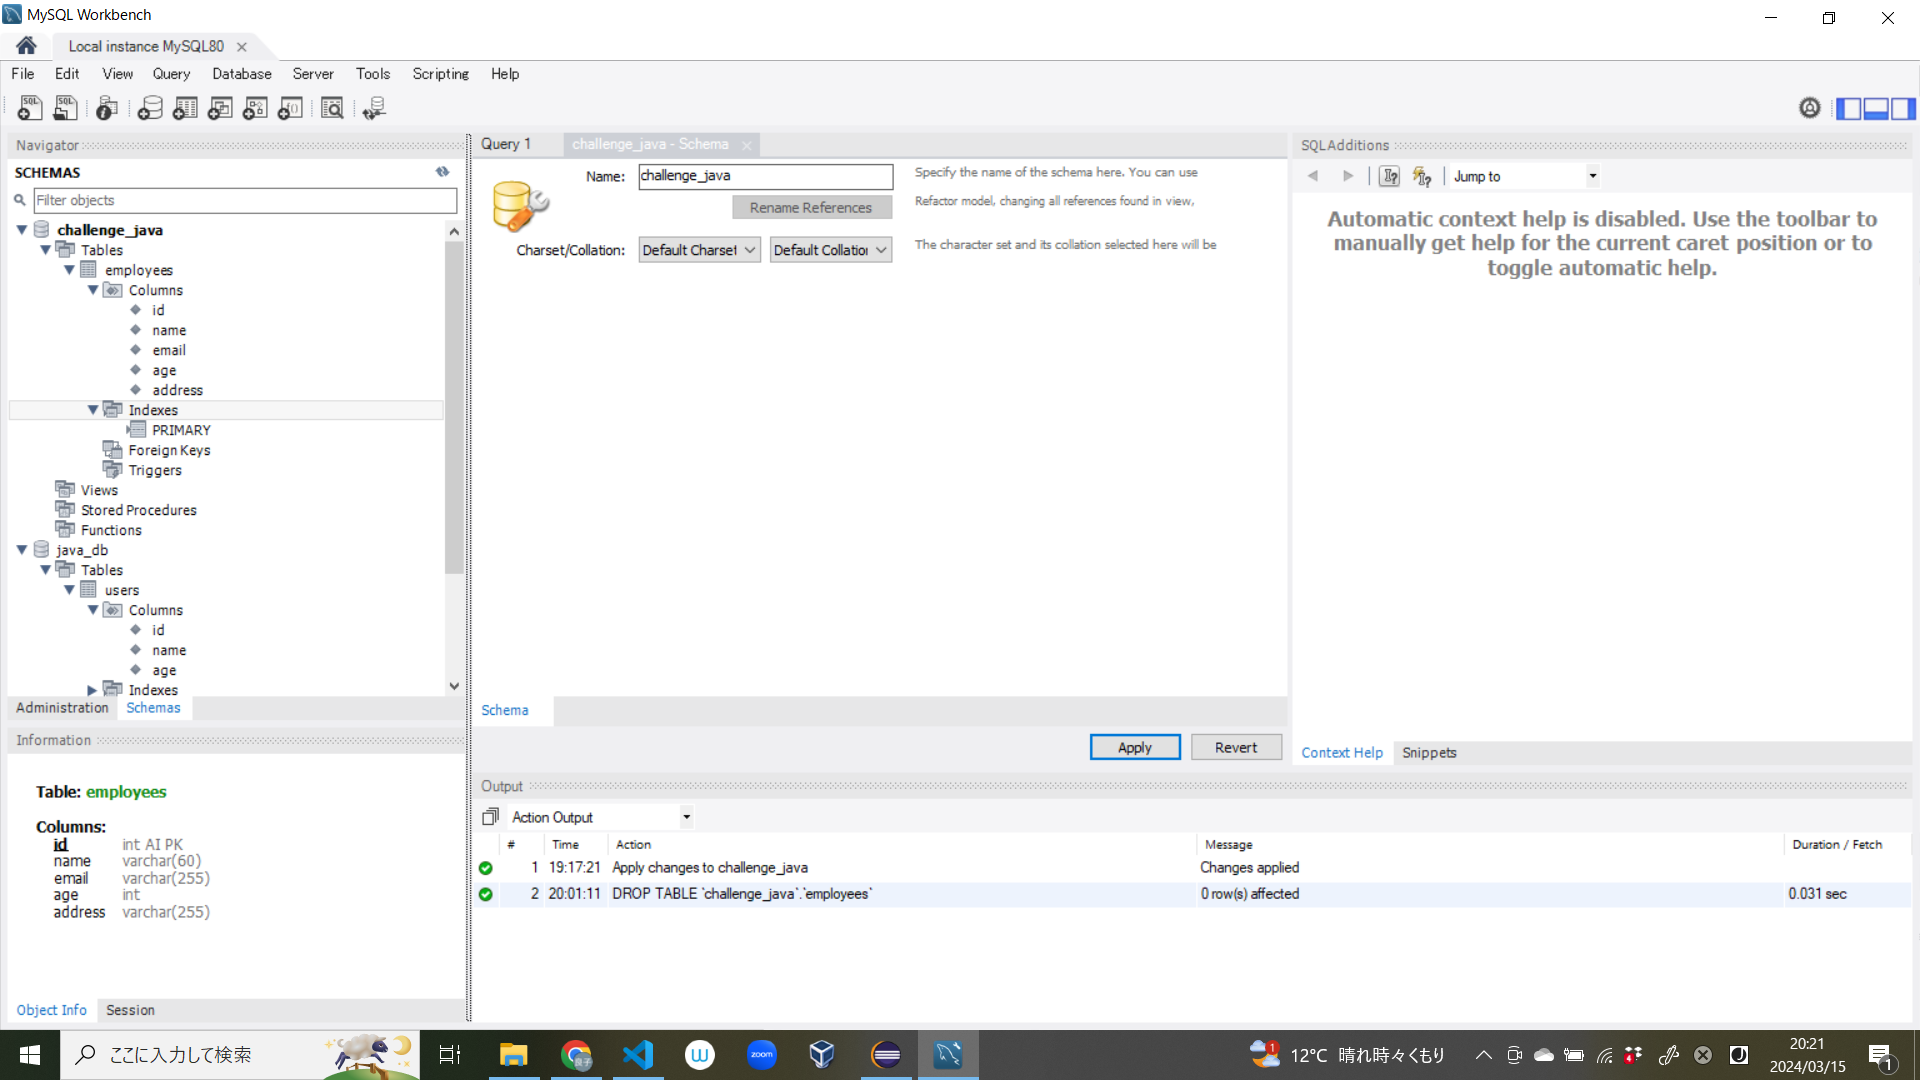 MySQL Workbench
Local instance MySQL80
File Edit View Query Database Server Tools Scripting Help
Navigator
SCHEMAS
Filter objects
challenge_java
Tables
employees
Columns
id
name
email
age
address
Indexes
PRIMARY
Foreign Keys
Triggers
Views
Stored Procedures
Functions
java_db
Tables
users
Columns
id
name
age
Indexes
Administration Schemas
Information
Table: employees
Columns:
id int AI PK
name varchar(60)
email varchar(255)
age int
address varchar(255)
Object Info Session
Query 1 challenge_java - Schema
Name: challenge_java Specify the name of the schema here. You can use
Rename References Refactor model, changing all references found in view,
Charset/Collation: Default Charset Default Collation The character set and its collation selected here will be
Schema
Apply Revert
SQLAdditions
Jump to
Automatic context help is disabled. Use the toolbar to
manually get help for the current caret position or to
toggle automatic help.
Context Help Snippets
Output
Action Output
# Time Action Message Duration / Fetch
1 19:17:21 Apply changes to challenge_java Changes applied
2 20:01:11 DROP TABLE `challenge_java`.`employees` 0 row(s) affected 0.031 sec
ここに入力して検索
12°C 晴れ時々くもり
20:21
2024/03/15